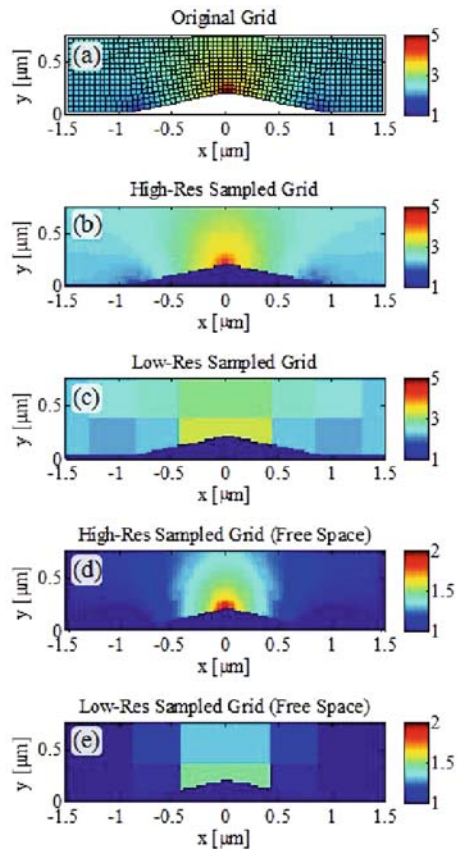 Original Grid
(a)
y [μm]
0.5
0
5
3
1
-1.5 -1 -0.5 0 0.5 1 1.5
x [μm]
High-Res Sampled Grid
(b)
y [μm]
0.5
0
5
3
1
-1.5 -1 -0.5 0 0.5 1 1.5
x [μm]
Low-Res Sampled Grid
(c)
y [μm]
0.5
0
5
3
1
-1.5 -1 -0.5 0 0.5 1 1.5
x [μm]
High-Res Sampled Grid (Free Space)
(d)
y [μm]
0.5
0
2
1.5
1
-1.5 -1 -0.5 0 0.5 1 1.5
x [μm]
Low-Res Sampled Grid (Free Space)
(e)
y [μm]
0.5
0
2
1.5
1
-1.5 -1 -0.5 0 0.5 1 1.5
x [μm]